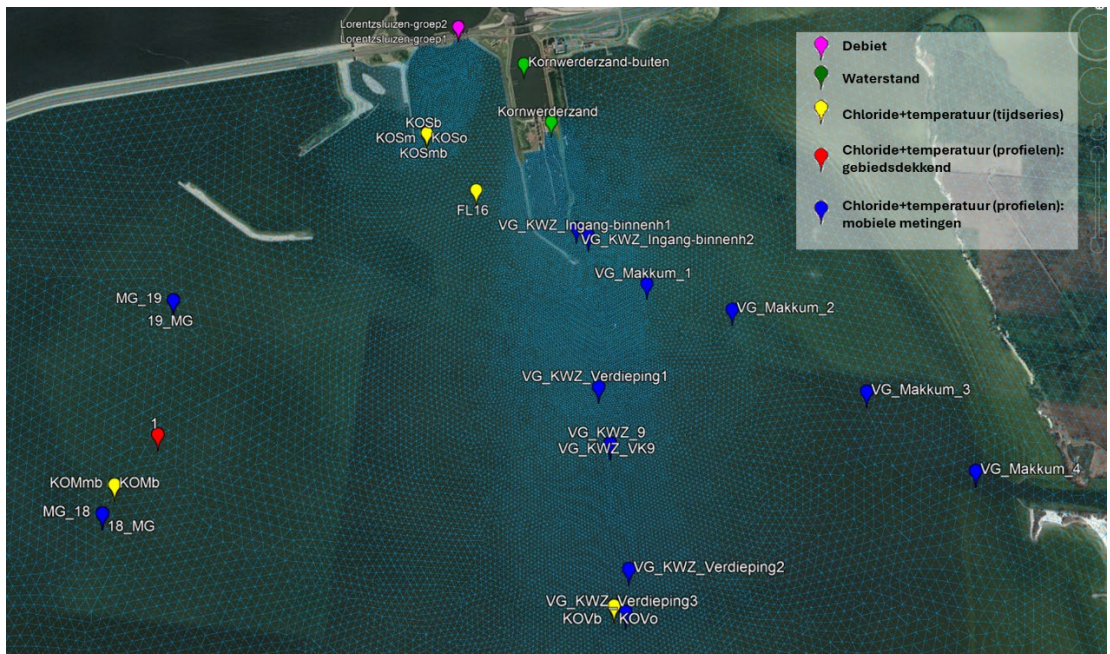 Lorentzsluizen-groep2
Lorentzsluizen-groep1
Kornwerderzand-buiten
Kornwerderzand
KOSb
KOSm
KOSo
KOSmb
FL16
VG_KWZ_Ingang-binnenh1
VG_KWZ_Ingang-binnenh2
VG_Makkum_1
MG_19
19_MG
VG_Makkum_2
VG_KWZ_Verdieping1
VG_Makkum_3
1
VG_KWZ_9
VG_KWZ_VK9
VG_Makkum_4
KOMmb
KOMb
MG_18
18_MG
VG_KWZ_Verdieping2
VG_KWZ_Verdieping3
KOVb
KOVo
Debiet
Waterstand
Chloride+temperatuur (tijdseries)
Chloride+temperatuur (profielen):
gebiedsdekkend
Chloride+temperatuur (profielen):
mobiele metingen